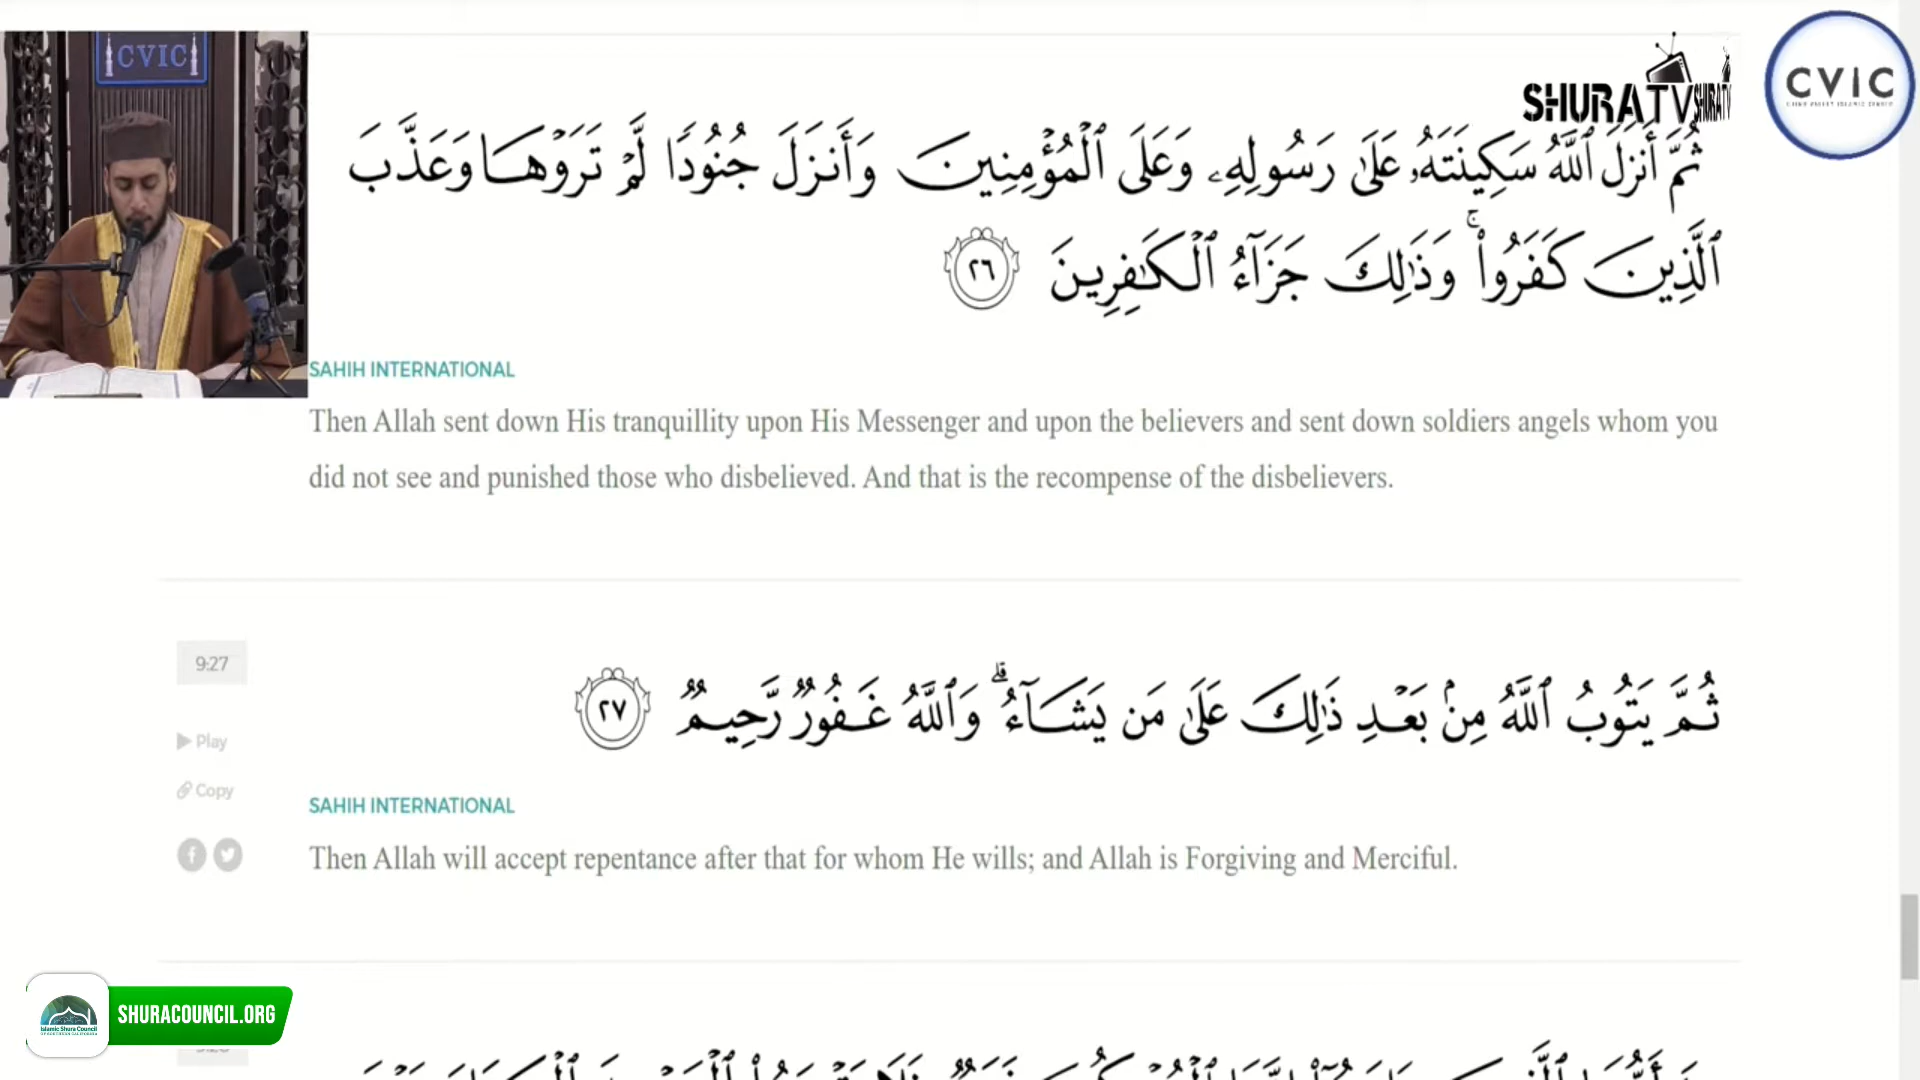 CVIC
SHURATV
SHURATV
CVIC
ثُمَّ أَنزَلَ ٱللَّهُ سَكِينَتَهُۥ عَلَىٰ رَسُولِهِۦ وَعَلَى ٱلْمُؤْمِنِينَ وَأَنزَلَ جُنُودًا لَّمْ تَرَوْهَا وَعَذَّبَ
ٱلَّذِينَ كَفَرُوا۟ ۚ وَذَٰلِكَ جَزَآءُ ٱلْكَٰفِرِينَ ٢٦
SAHIH INTERNATIONAL
Then Allah sent down His tranquillity upon His Messenger and upon the believers and sent down soldiers angels whom you
did not see and punished those who disbelieved. And that is the recompense of the disbelievers.
9:27
ثُمَّ يَتُوبُ ٱللَّهُ مِنۢ بَعْدِ ذَٰلِكَ عَلَىٰ مَن يَشَآءُ ۗ وَٱللَّهُ غَفُورٌ رَّحِيمٌ ٢٧
Play
Copy
SAHIH INTERNATIONAL
Then Allah will accept repentance after that for whom He wills; and Allah is Forgiving and Merciful.
Islamic Shura Council
SHURACOUNCIL.ORG